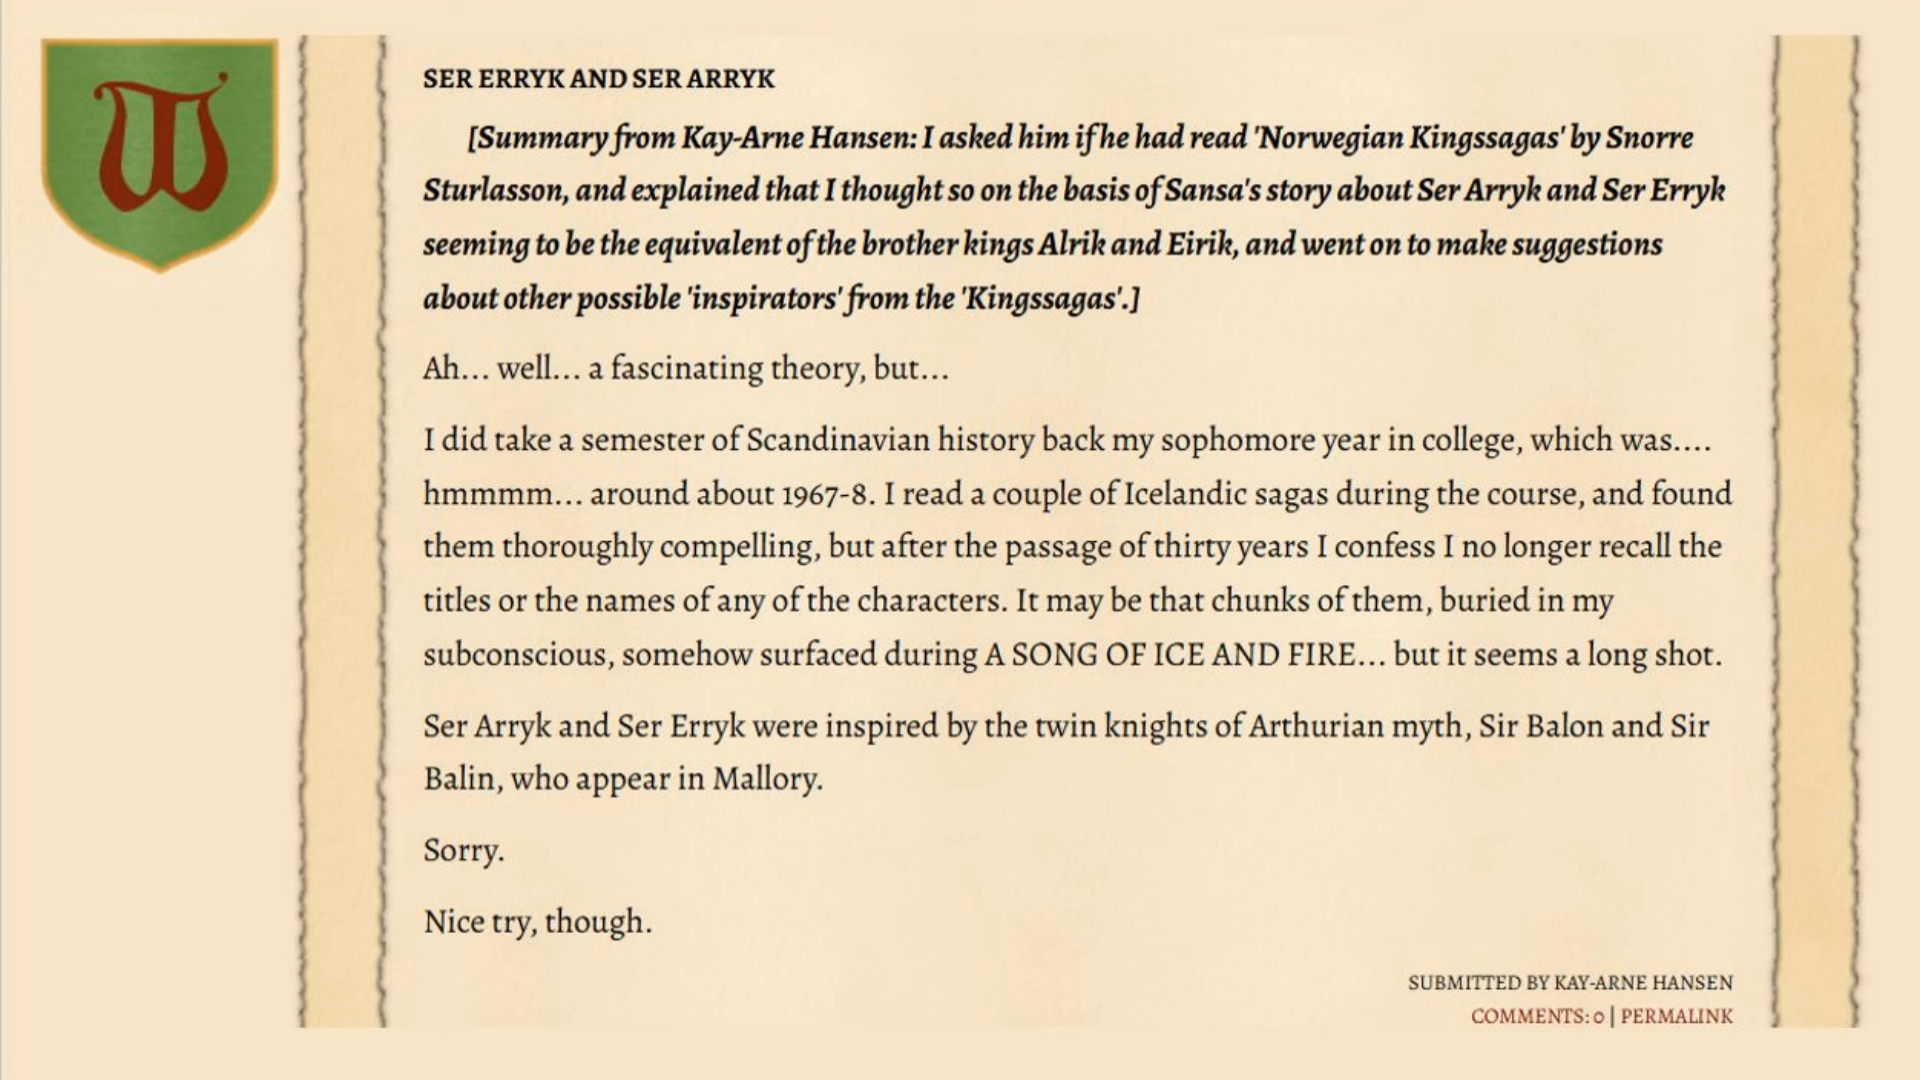 W
SER ERRYK AND SER ARRYK
[Summary from Kay-Arne Hansen: I asked him if he had read 'Norwegian Kingssagas' by Snorre
Sturlasson, and explained that I thought so on the basis of Sansa's story about Ser Arryk and Ser Erryk
seeming to be the equivalent of the brother kings Alrik and Eirik, and went on to make suggestions
about other possible 'inspirators' from the 'Kingssagas'.]
Ah... well... a fascinating theory, but...
I did take a semester of Scandinavian history back my sophomore year in college, which was....
hmmmm... around about 1967-8. I read a couple of Icelandic sagas during the course, and found
them thoroughly compelling, but after the passage of thirty years I confess I no longer recall the
titles or the names of any of the characters. It may be that chunks of them, buried in my
subconscious, somehow surfaced during A SONG OF ICE AND FIRE... but it seems a long shot.
Ser Arryk and Ser Erryk were inspired by the twin knights of Arthurian myth, Sir Balon and Sir
Balin, who appear in Mallory.
Sorry.
Nice try, though.
SUBMITTED BY KAY-ARNE HANSEN
COMMENTS: 0 | PERMALINK